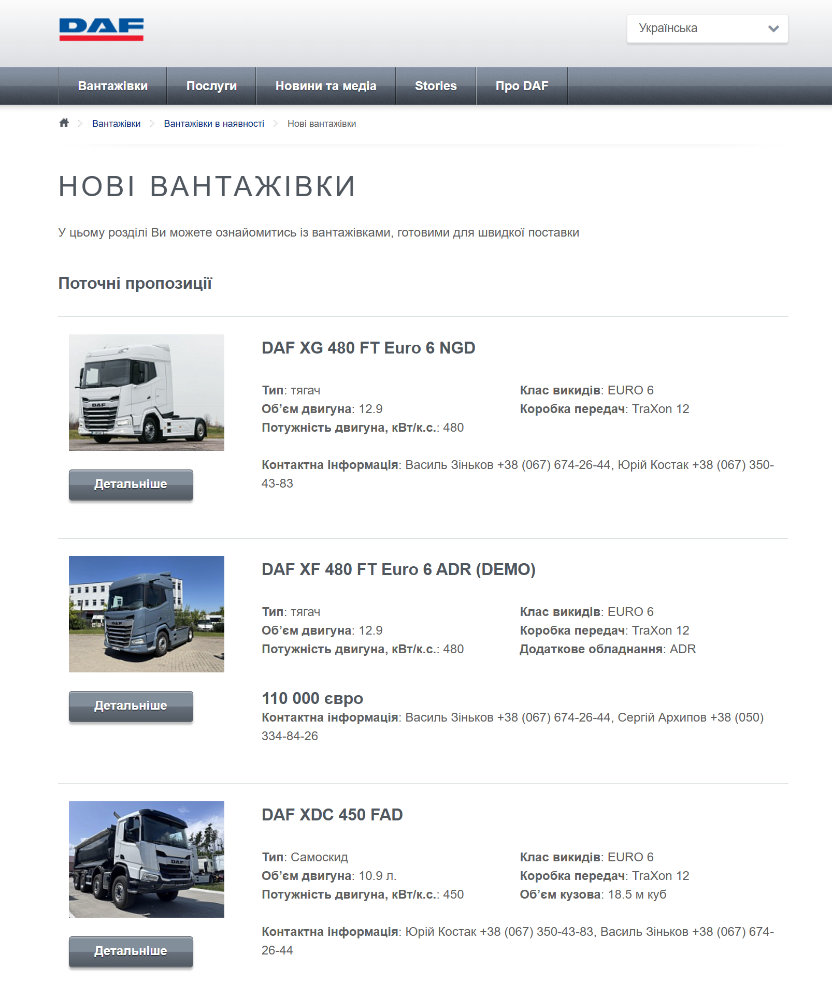 DAF
Українська
Вантажівки
Послуги
Новини та медіа
Stories
Про DAF
Вантажівки
Вантажівки в наявності
Нові вантажівки
НОВІ ВАНТАЖІВКИ
У цьому розділі Ви можете ознайомитись із вантажівками, готовими для швидкої поставки
Поточні пропозиції
DAF
Детальніше
DAF XG 480 FT Euro 6 NGD
Тип: тягач
Об’єм двигуна: 12.9
Потужність двигуна, кВт/к.с.: 480
Клас викидів: EURO 6
Коробка передач: TraXon 12
Контактна інформація: Василь Зіньков +38 (067) 674-26-44, Юрій Костак +38 (067) 350-
43-83
DAF
Детальніше
DAF XF 480 FT Euro 6 ADR (DEMO)
Тип: тягач
Об’єм двигуна: 12.9
Потужність двигуна, кВт/к.с.: 480
Клас викидів: EURO 6
Коробка передач: TraXon 12
Додаткове обладнання: ADR
110 000 євро
Контактна інформація: Василь Зіньков +38 (067) 674-26-44, Сергій Архипов +38 (050)
334-84-26
DAF
Детальніше
DAF XDC 450 FAD
Тип: Самоскид
Об’єм двигуна: 10.9 л.
Потужність двигуна, кВт/к.с.: 450
Клас викидів: EURO 6
Коробка передач: TraXon 12
Об’єм кузова: 18.5 м куб
Контактна інформація: Юрій Костак +38 (067) 350-43-83, Василь Зіньков +38 (067) 674-
26-44